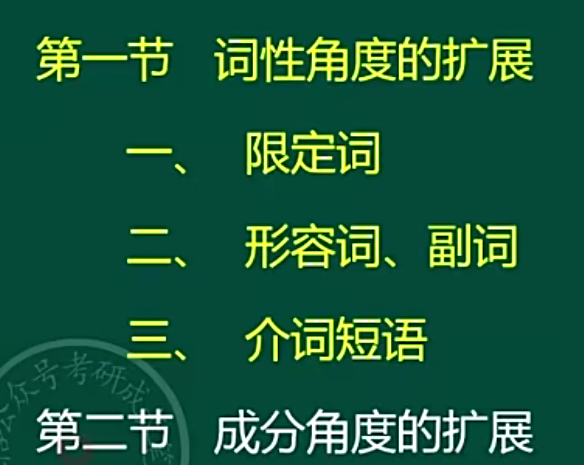 第一节 词性角度的扩展
一、 限定词
二、 形容词、副词
三、 介词短语
众号考研成
第二节 成分角度的扩展